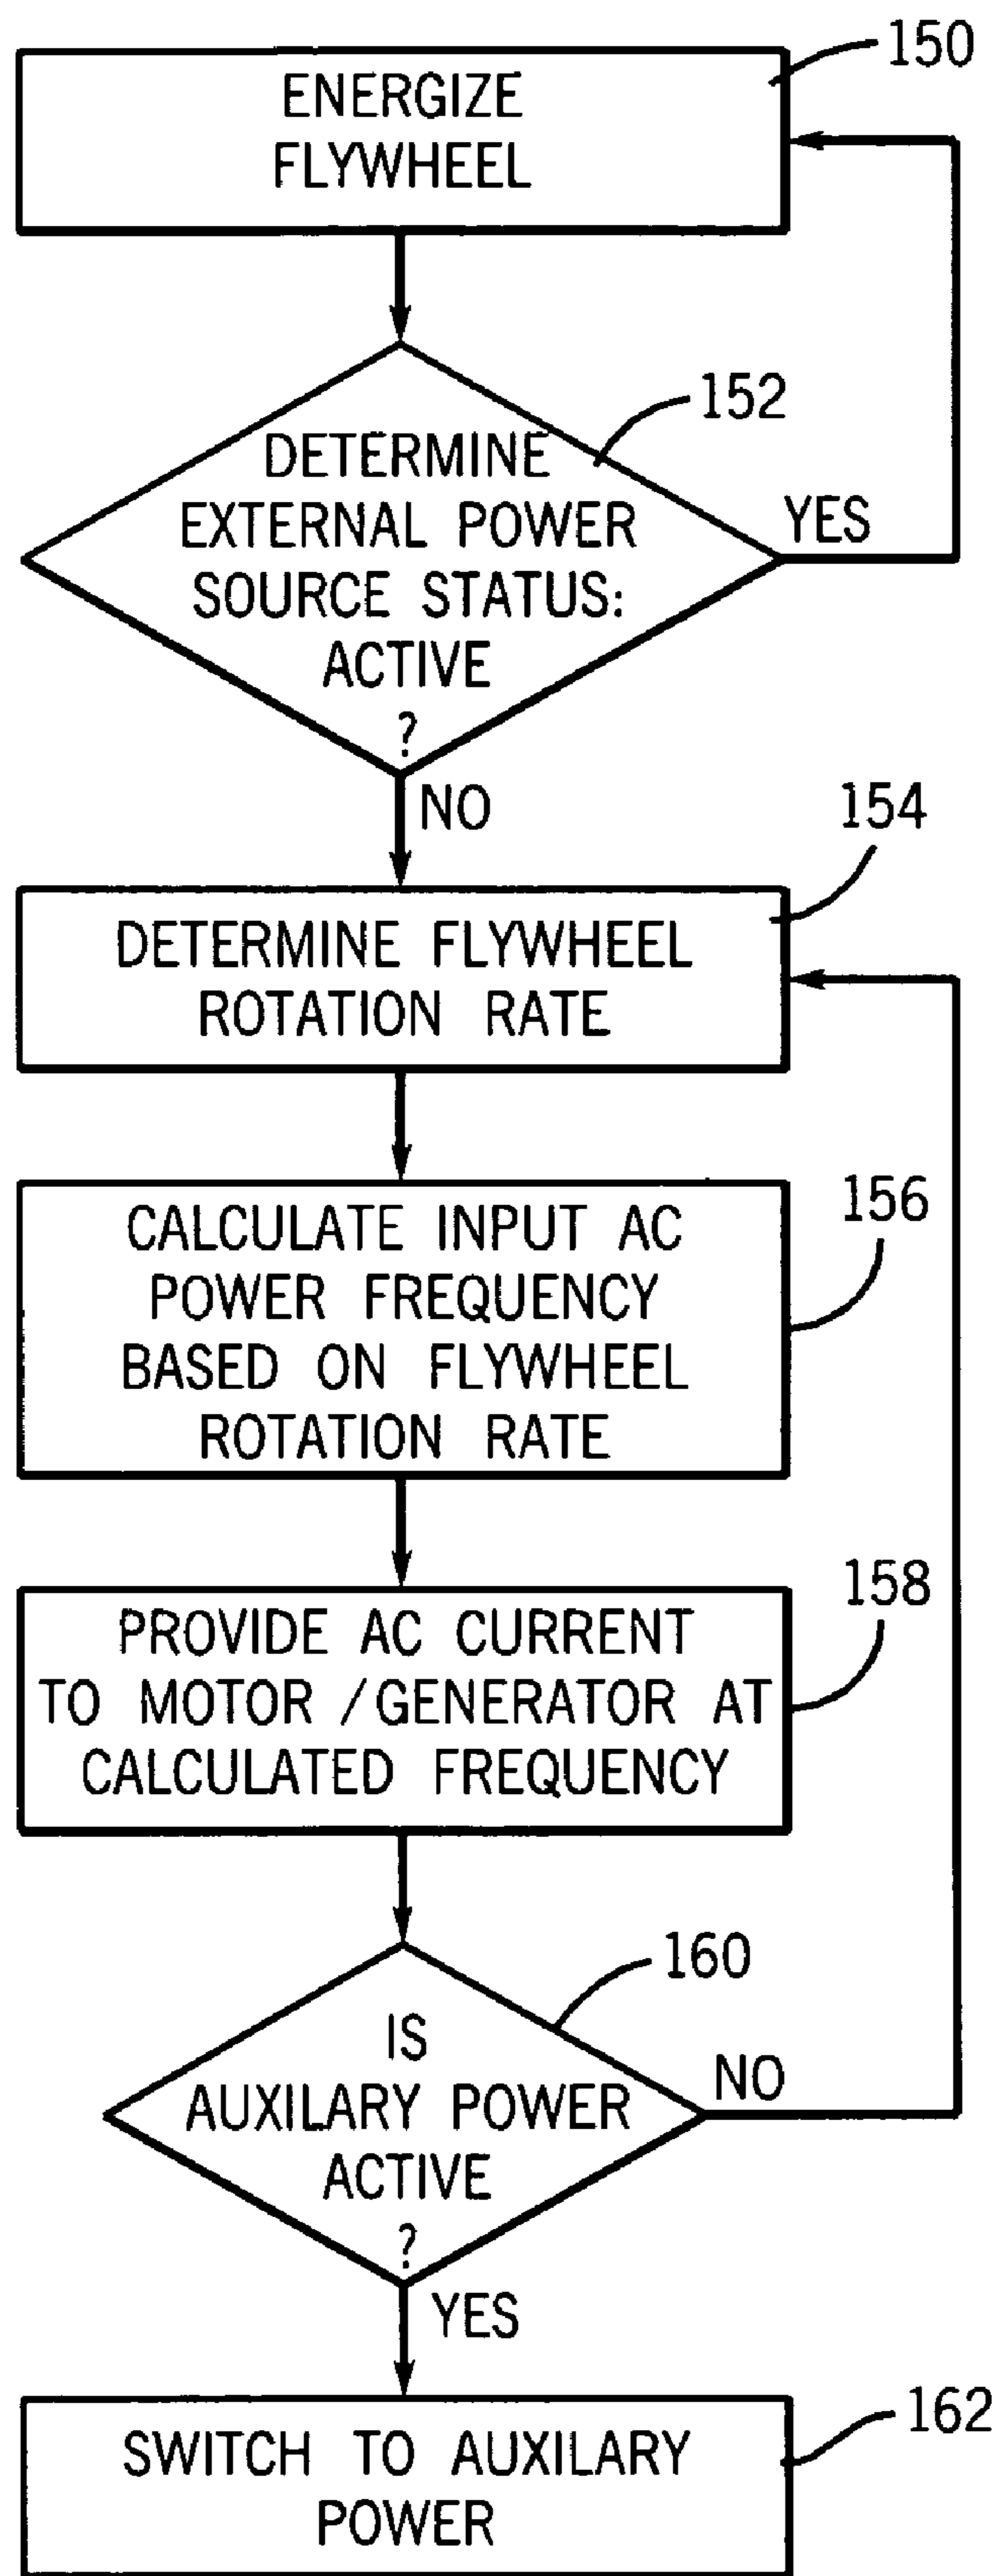 150
ENERGIZE
FLYWHEEL
152
DETERMINE
EXTERNAL POWER
SOURCE STATUS:
ACTIVE
?
YES
NO
154
DETERMINE FLYWHEEL
ROTATION RATE
156
CALCULATE INPUT AC
POWER FREQUENCY
BASED ON FLYWHEEL
ROTATION RATE
158
PROVIDE AC CURRENT
TO MOTOR /GENERATOR AT
CALCULATED FREQUENCY
160
IS
AUXILARY POWER
ACTIVE
?
NO
YES
162
SWITCH TO AUXILARY
POWER